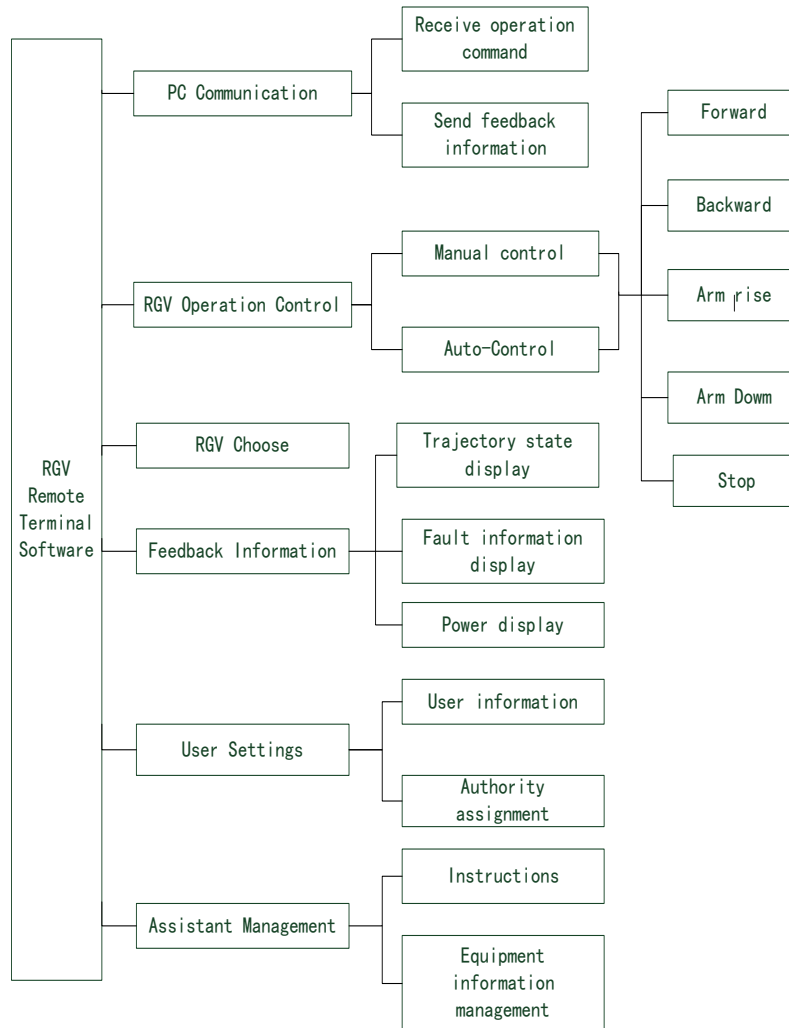 RGV
Remote
Terminal
Software
PC Communication
Receive operation
command
Send feedback
information
RGV Operation Control
Manual control
Auto-Control
Forward
Backward
Arm rise
Arm Dowm
Stop
RGV Choose
Feedback Information
Trajectory state
display
Fault information
display
Power display
User Settings
User information
Authority
assignment
Assistant Management
Instructions
Equipment
information
management